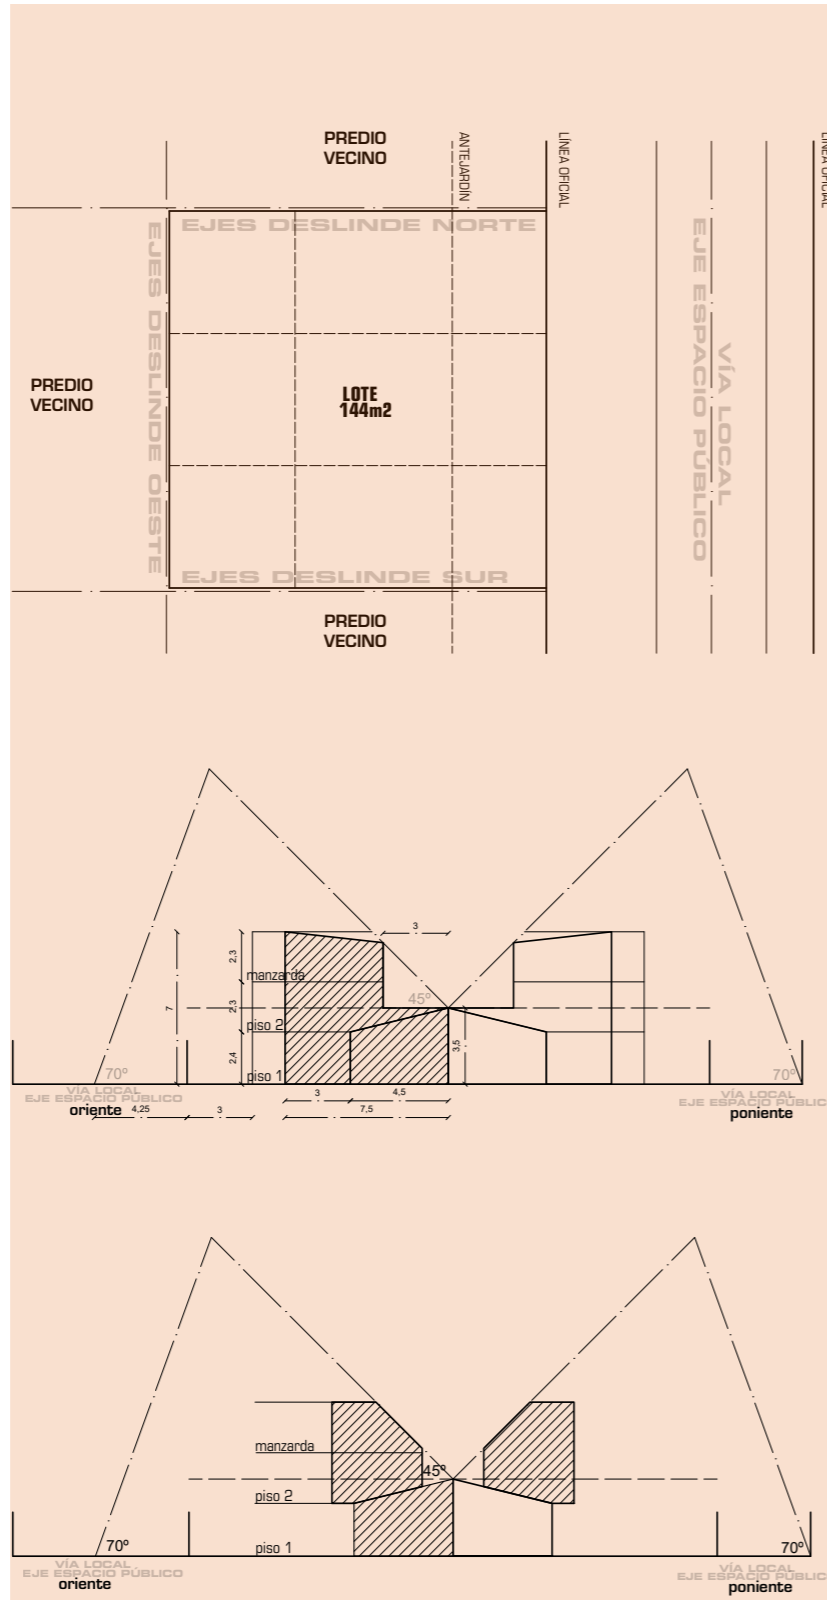 PREDIO
VECINO
ANTEJARDÍN
LÍNEA OFICIAL
LÍNEA OFICIAL
EJES DESLINDE NORTE
EJES DESLINDE OESTE
EJE ESPACIO PÚBLICO
VÍA LOCAL
PREDIO
VECINO
LOTE
144m2
EJES DESLINDE SUR
PREDIO
VECINO
3
2,3
manzarda
7
2,3
45º
piso 2
3,5
2,4
70º
piso 1
70º
VÍA LOCAL
EJE ESPACIO PÚBLICO
oriente
4,25
3
3
4,5
7,5
VÍA LOCAL
EJE ESPACIO PÚBLICO
poniente
manzarda
45º
piso 2
70º
piso 1
70º
VÍA LOCAL
EJE ESPACIO PÚBLICO
oriente
VÍA LOCAL
EJE ESPACIO PÚBLICO
poniente